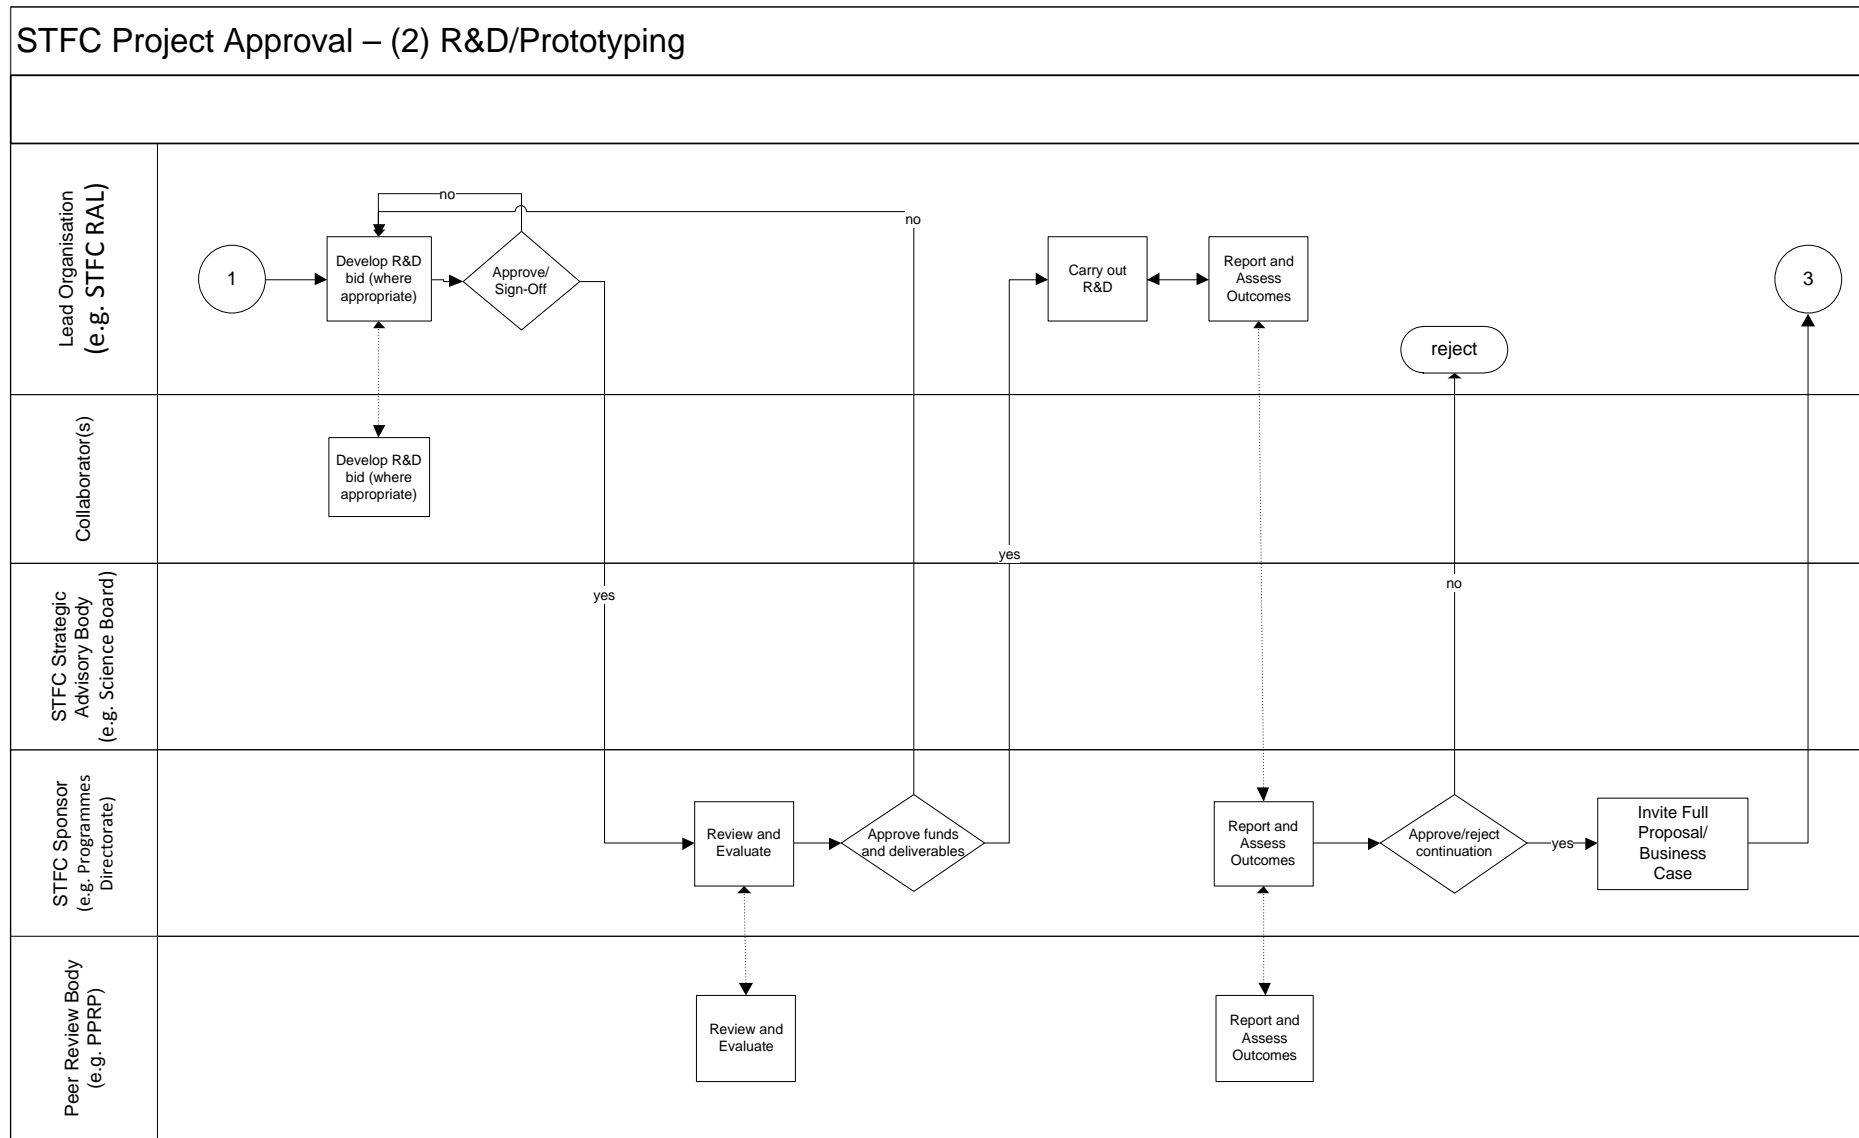 STFC Project Approval – (2) R&D/Prototyping
Lead Organisation
(e.g. STFC RAL)
no
no
1
Develop R&D
bid (where
appropriate)
Approve/
Sign-Off
Carry out
R&D
Report and
Assess
Outcomes
3
reject
Collaborator(s)
Develop R&D
bid (where
appropriate)
yes
STFC Strategic
Advisory Body
(e.g. Science Board)
yes
no
STFC Sponsor
(e.g. Programmes
Directorate)
Review and
Evaluate
Approve funds
and deliverables
Report and
Assess
Outcomes
Approve/reject
continuation
yes
Invite Full
Proposal/
Business
Case
Peer Review Body
(e.g. PPRP)
Review and
Evaluate
Report and
Assess
Outcomes